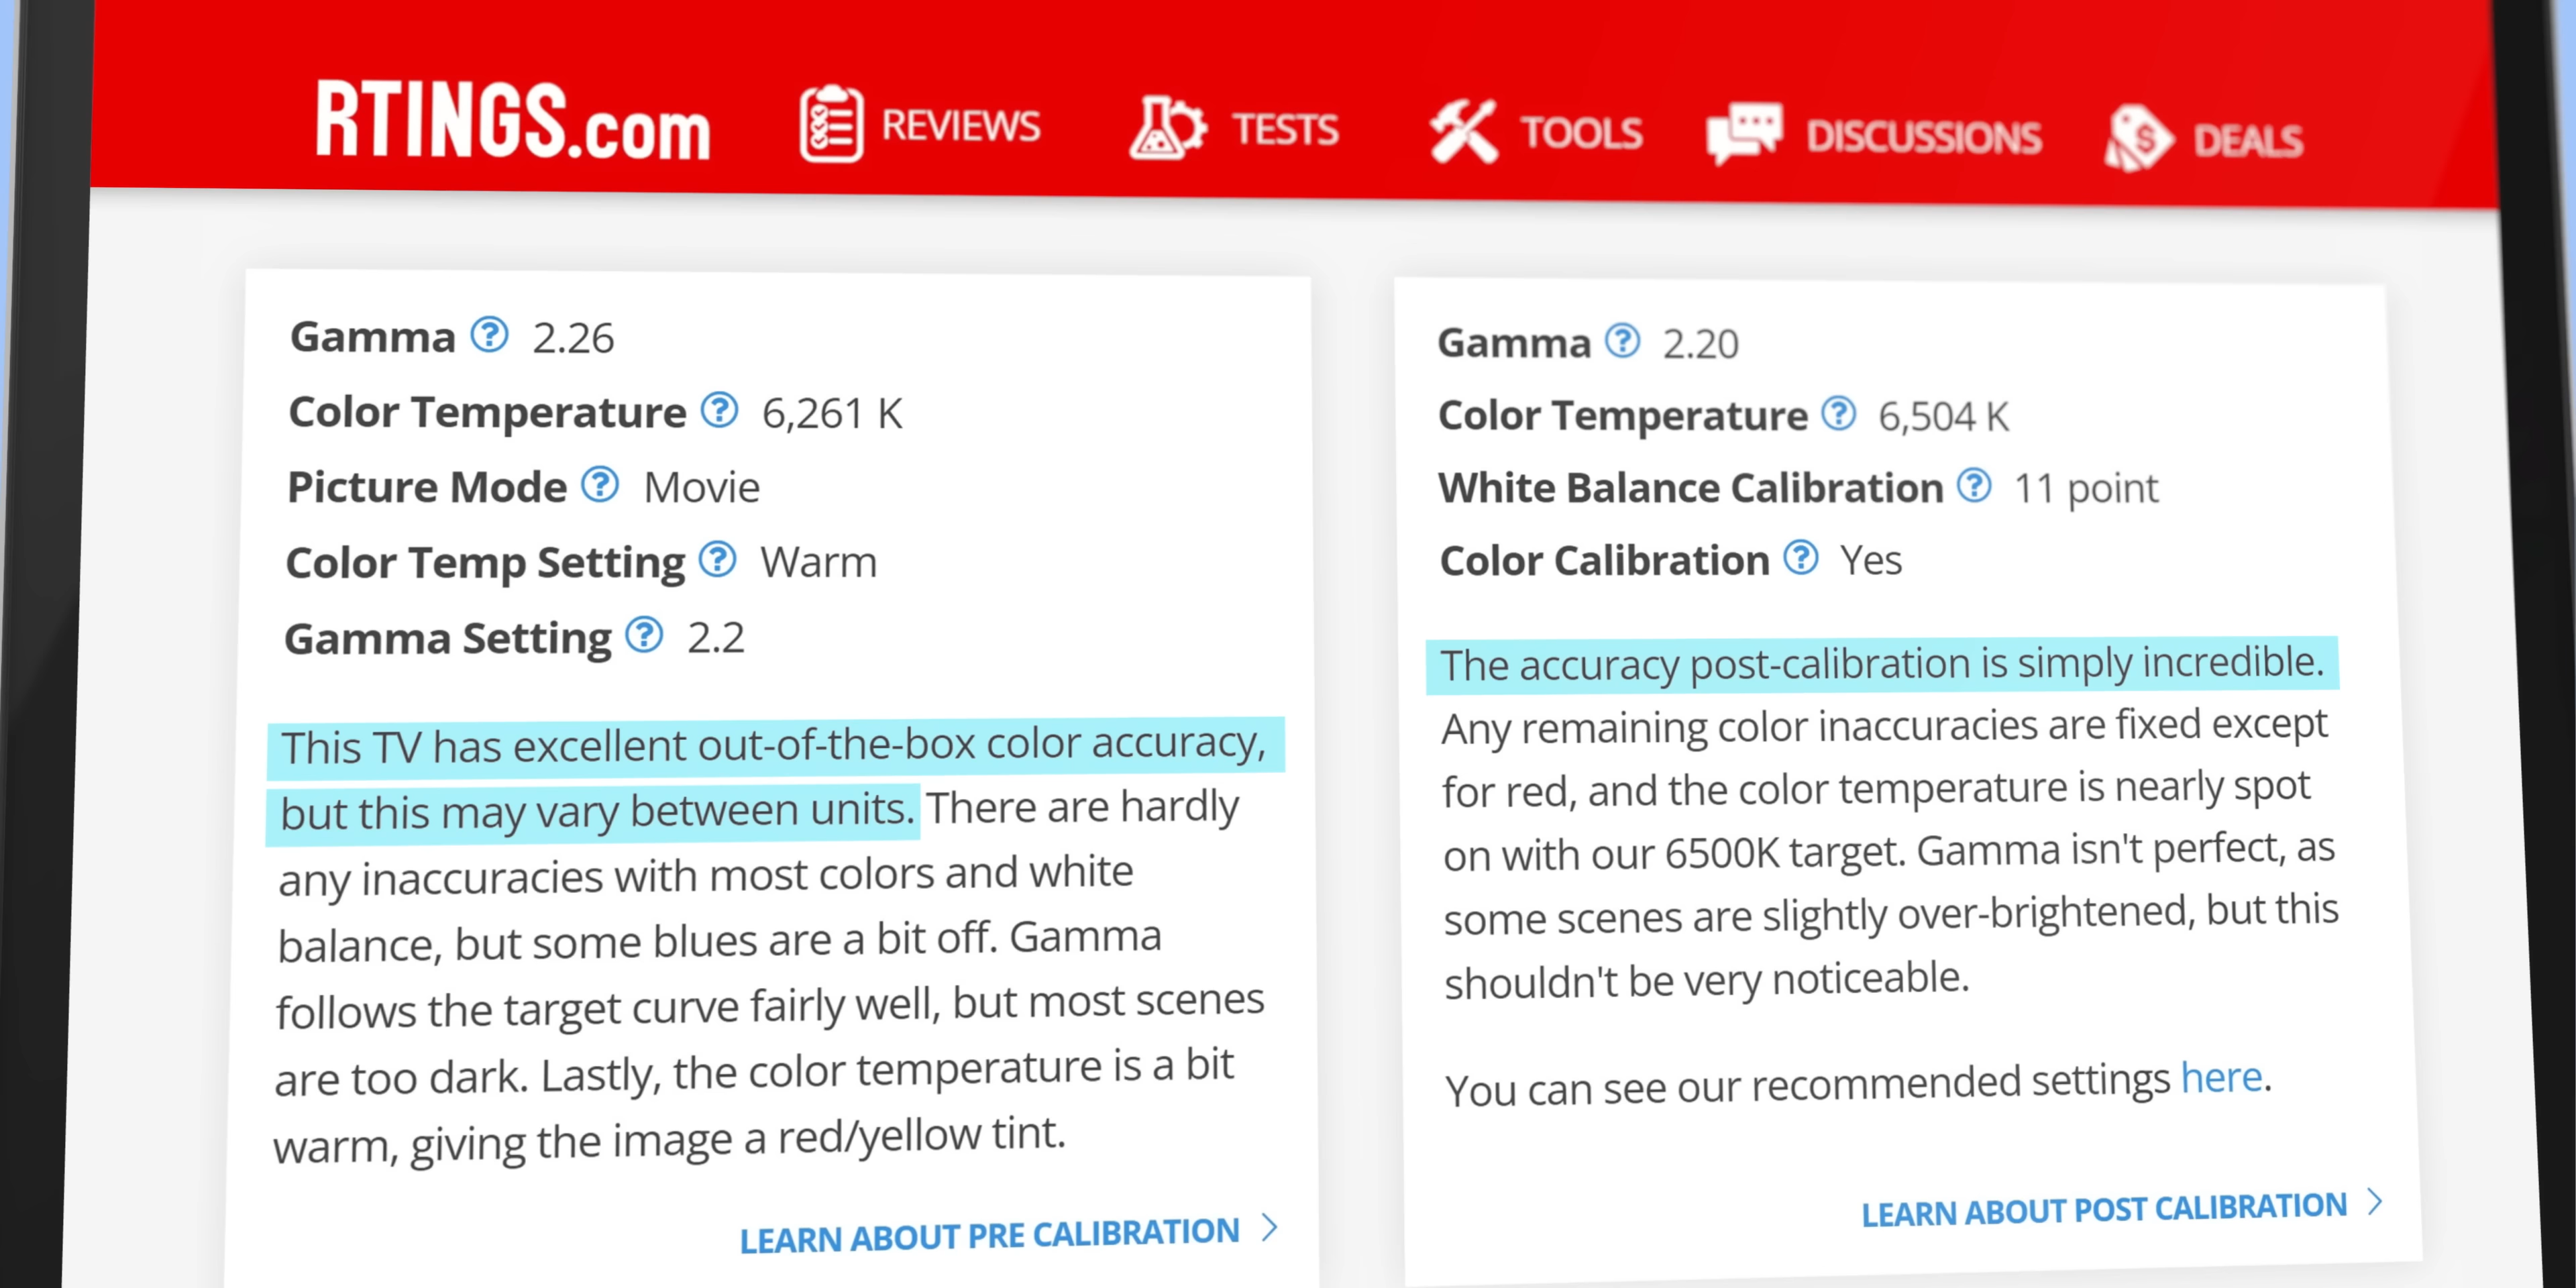 RTINGS.com REVIEWS TESTS TOOLS DISCUSSIONS DEALS
Gamma 2.26
Color Temperature 6,261 K
Picture Mode Movie
Color Temp Setting Warm
Gamma Setting 2.2
This TV has excellent out-of-the-box color accuracy,
but this may vary between units. There are hardly
any inaccuracies with most colors and white
balance, but some blues are a bit off. Gamma
follows the target curve fairly well, but most scenes
are too dark. Lastly, the color temperature is a bit
warm, giving the image a red/yellow tint.
LEARN ABOUT PRE CALIBRATION
Gamma 2.20
Color Temperature 6,504 K
White Balance Calibration 11 point
Color Calibration Yes
The accuracy post-calibration is simply incredible.
Any remaining color inaccuracies are fixed except
for red, and the color temperature is nearly spot
on with our 6500K target. Gamma isn't perfect, as
some scenes are slightly over-brightened, but this
shouldn't be very noticeable.
You can see our recommended settings here.
LEARN ABOUT POST CALIBRATION